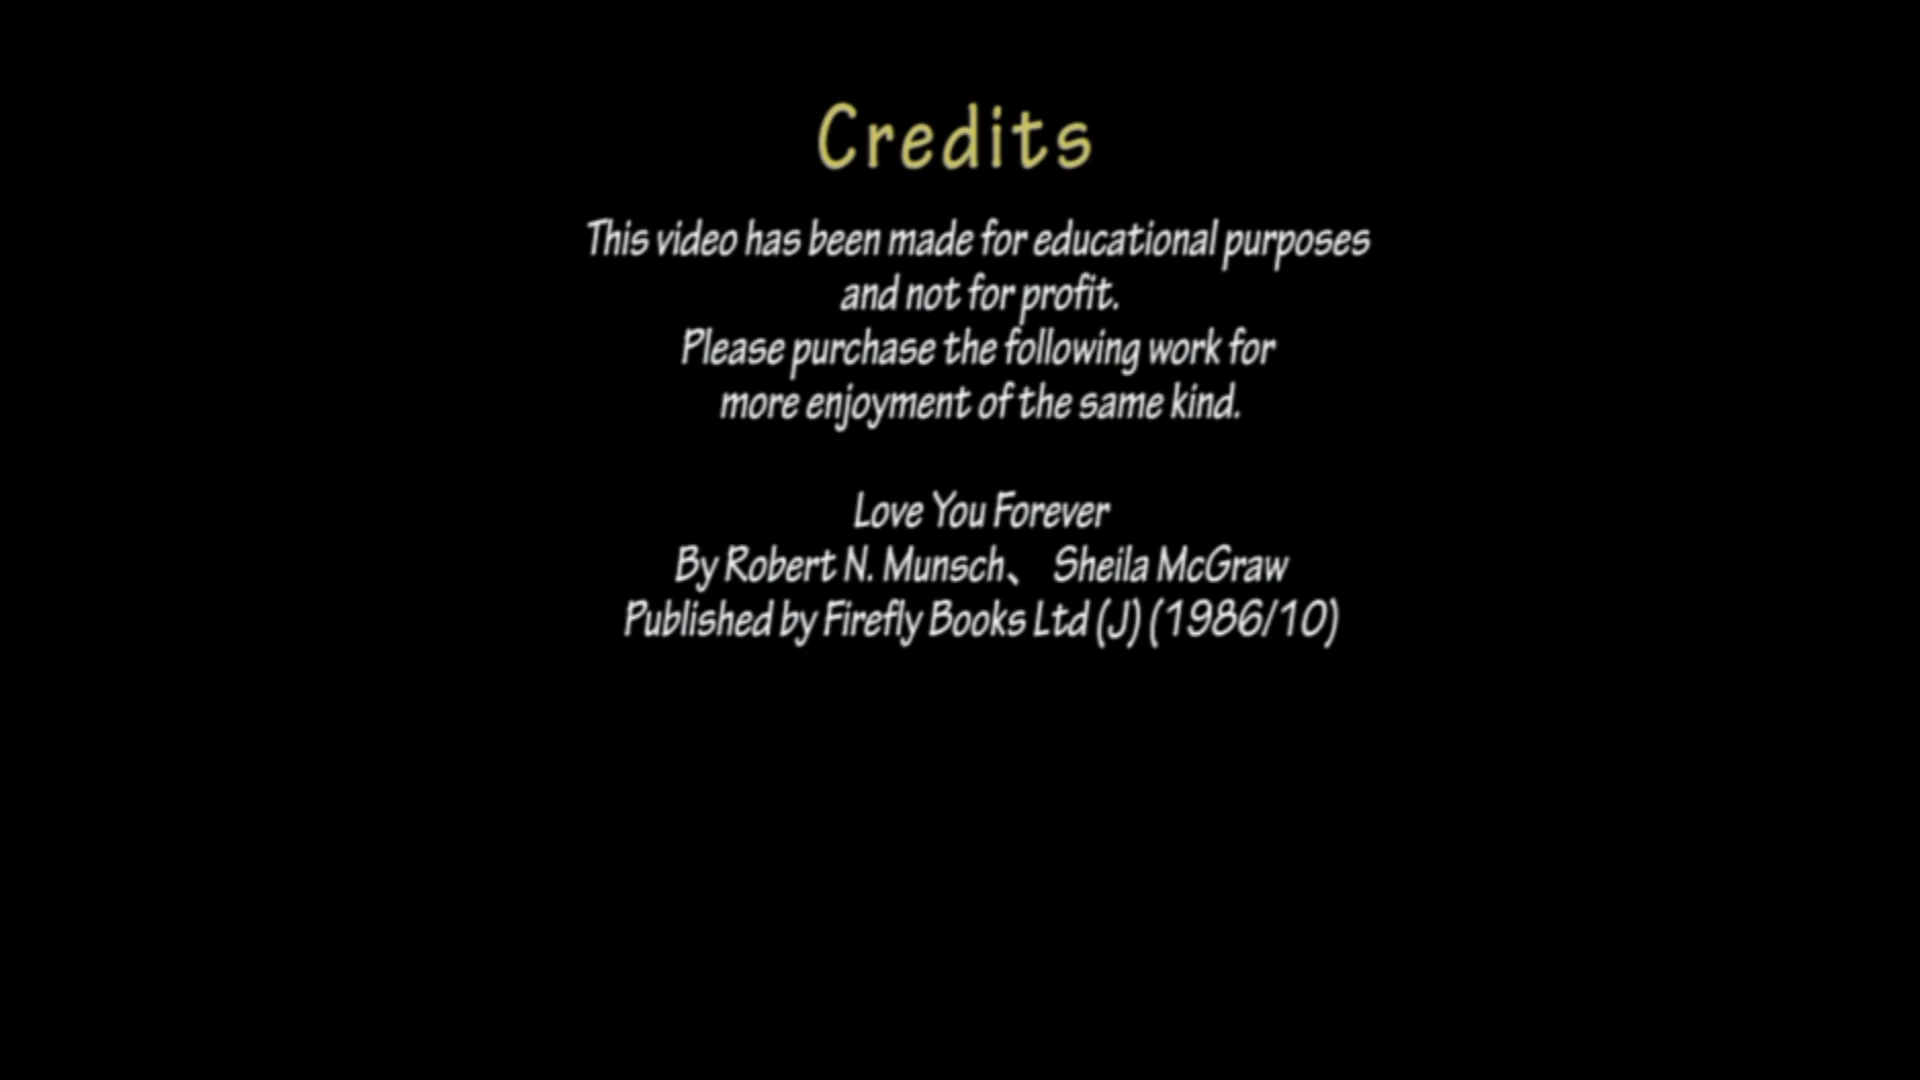 Credits
This video has been made for educational purposes
and not for profit.
Please purchase the following work for
more enjoyment of the same kind.
Love You Forever
By Robert N. Munsch、 Sheila McGraw
Published by Firefly Books Ltd (J) (1986/10)